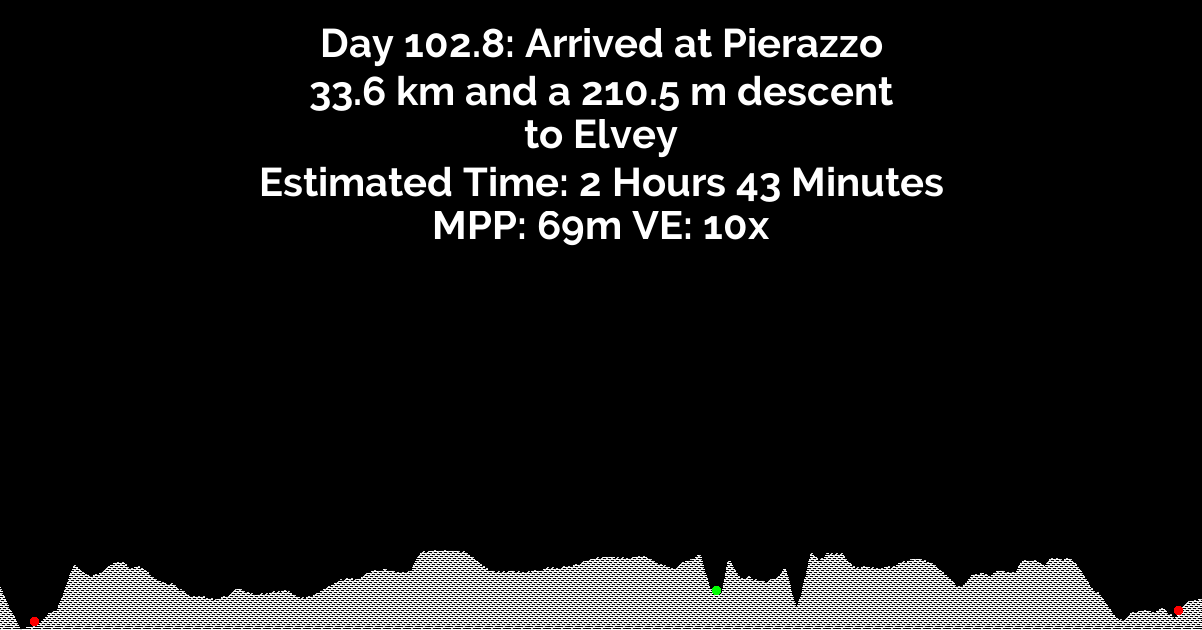 Day 102.8: Arrived at Pierazzo
33.6 km and a 210.5 m descent
to Elvey
Estimated Time: 2 Hours 43 Minutes
MPP: 69m VE: 10x